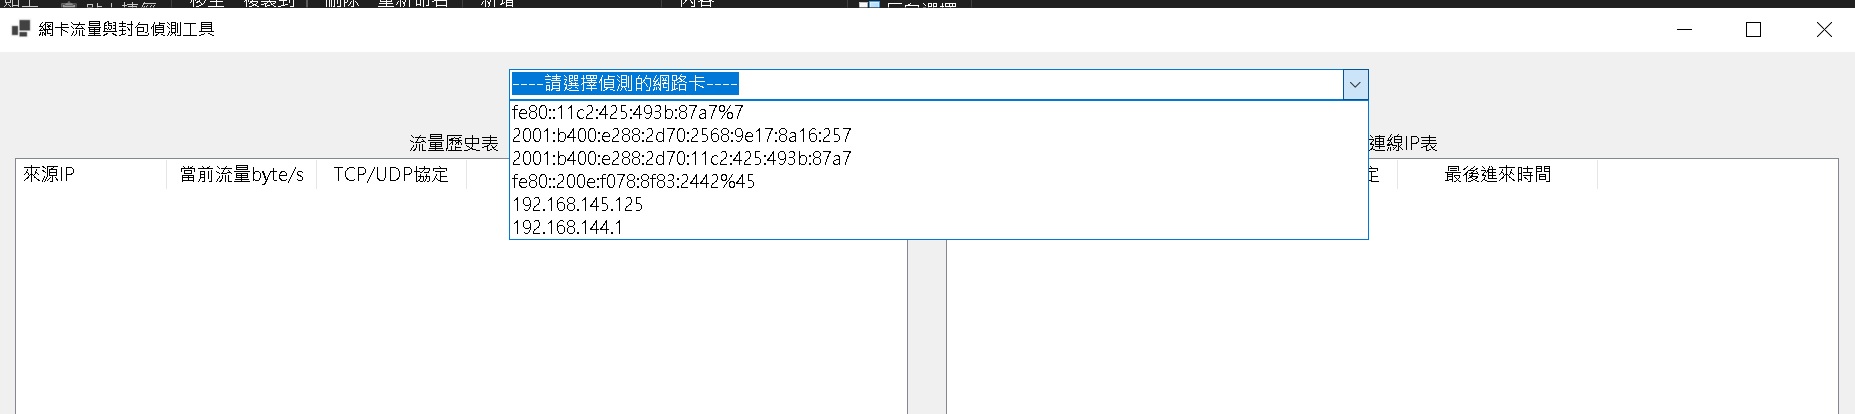 網卡流量與封包偵測工具
----請選擇偵測的網路卡----
fe80::11c2:425:493b:87a7%7
2001:b400:e288:2d70:2568:9e17:8a16:257
2001:b400:e288:2d70:11c2:425:493b:87a7
fe80::200e:f078:8f83:2442%45
192.168.145.125
192.168.144.1
流量歷史表
連線IP表
來源IP 當前流量byte/s TCP/UDP協定
定 最後進來時間